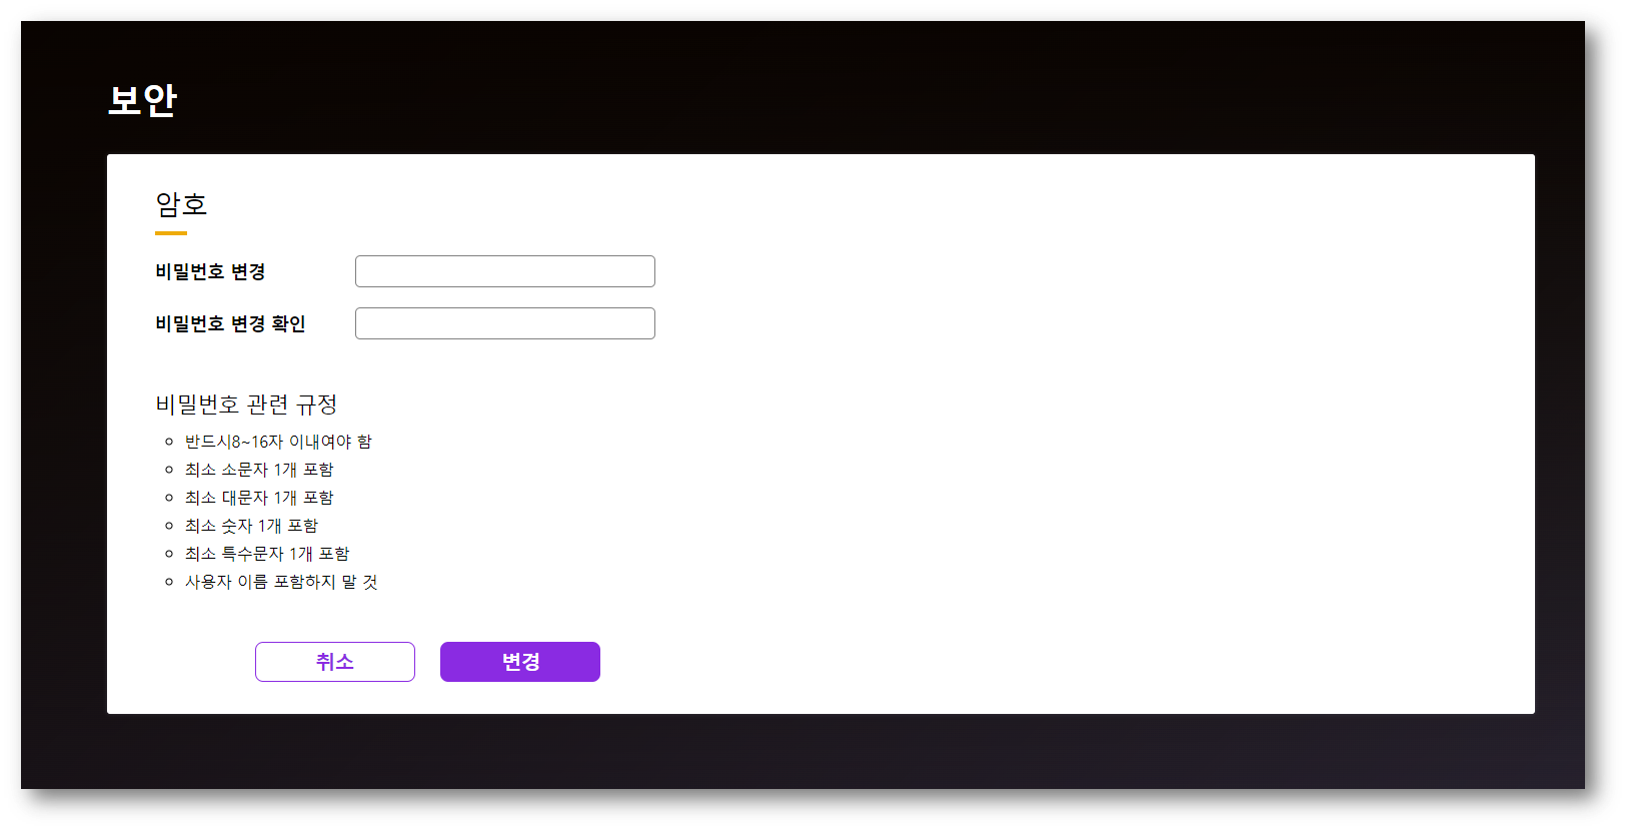 보안
암호
비밀번호 변경
비밀번호 변경 확인
비밀번호 관련 규정
반드시8~16자 이내여야 함
최소 소문자 1개 포함
최소 대문자 1개 포함
최소 숫자 1개 포함
최소 특수문자 1개 포함
사용자 이름 포함하지 말 것
취소 변경